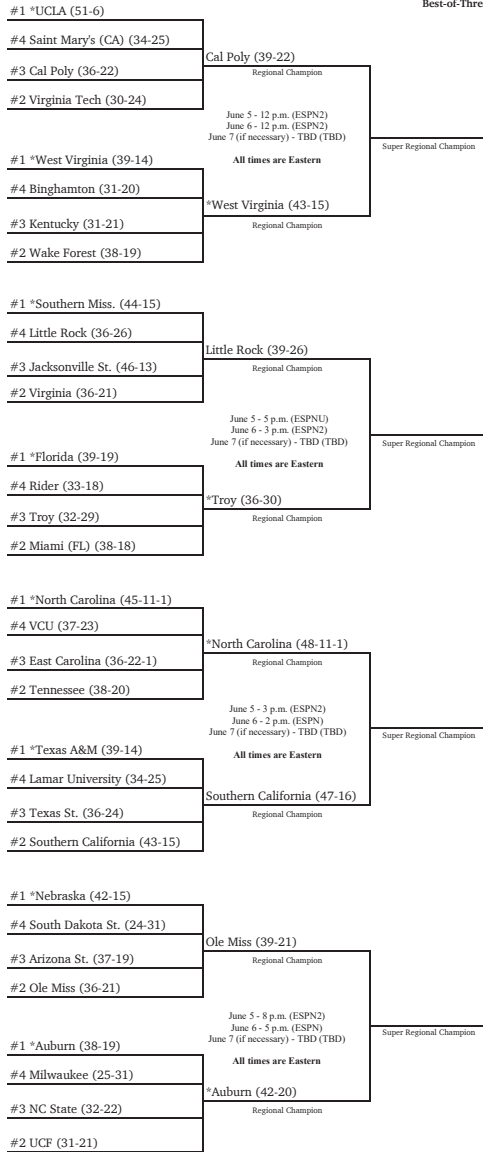 Best-of-Thre
#1 *UCLA (51-6)
#4 Saint Mary's (CA) (34-25)
Cal Poly (39-22)
Regional Champion
#3 Cal Poly (36-22)
#2 Virginia Tech (30-24)
June 5 - 12 p.m. (ESPN2)
June 6 - 12 p.m. (ESPN2)
June 7 (if necessary) - TBD (TBD)
All times are Eastern
Super Regional Champion
#1 *West Virginia (39-14)
#4 Binghamton (31-20)
*West Virginia (43-15)
Regional Champion
#3 Kentucky (31-21)
#2 Wake Forest (38-19)
#1 *Southern Miss. (44-15)
#4 Little Rock (36-26)
Little Rock (39-26)
Regional Champion
#3 Jacksonville St. (46-13)
#2 Virginia (36-21)
June 5 - 5 p.m. (ESPNU)
June 6 - 3 p.m. (ESPN2)
June 7 (if necessary) - TBD (TBD)
All times are Eastern
Super Regional Champion
#1 *Florida (39-19)
#4 Rider (33-18)
*Troy (36-30)
Regional Champion
#3 Troy (32-29)
#2 Miami (FL) (38-18)
#1 *North Carolina (45-11-1)
#4 VCU (37-23)
*North Carolina (48-11-1)
Regional Champion
#3 East Carolina (36-22-1)
#2 Tennessee (38-20)
June 5 - 3 p.m. (ESPN2)
June 6 - 2 p.m. (ESPN)
June 7 (if necessary) - TBD (TBD)
All times are Eastern
Super Regional Champion
#1 *Texas A&M (39-14)
#4 Lamar University (34-25)
Southern California (47-16)
Regional Champion
#3 Texas St. (36-24)
#2 Southern California (43-15)
#1 *Nebraska (42-15)
#4 South Dakota St. (24-31)
Ole Miss (39-21)
Regional Champion
#3 Arizona St. (37-19)
#2 Ole Miss (36-21)
June 5 - 8 p.m. (ESPN2)
June 6 - 5 p.m. (ESPN)
June 7 (if necessary) - TBD (TBD)
All times are Eastern
Super Regional Champion
#1 *Auburn (38-19)
#4 Milwaukee (25-31)
*Auburn (42-20)
Regional Champion
#3 NC State (32-22)
#2 UCF (31-21)